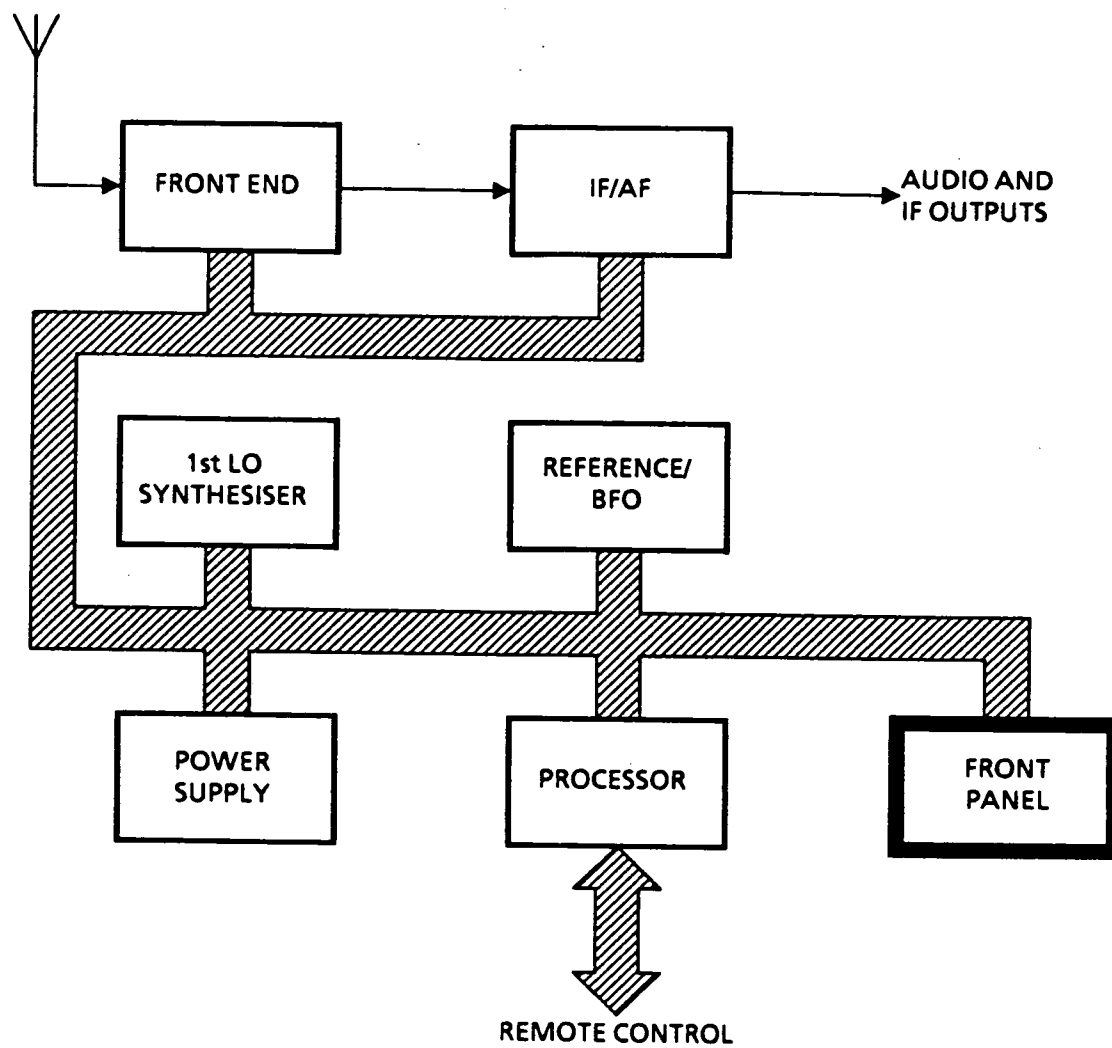 FRONT END
IF/AF
AUDIO AND
IF OUTPUTS
1st LO
SYNTHESISER
REFERENCE/
BFO
POWER
SUPPLY
PROCESSOR
FRONT
PANEL
REMOTE CONTROL